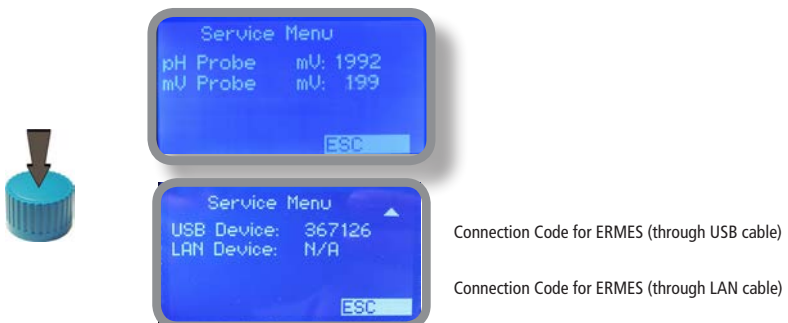 Service Menu
pH Probe mV: 1992
mV Probe mV: 199
ESC
Service Menu
USB Device: 367126
LAN Device: N/A
ESC
Connection Code for ERMES (through USB cable)
Connection Code for ERMES (through LAN cable)